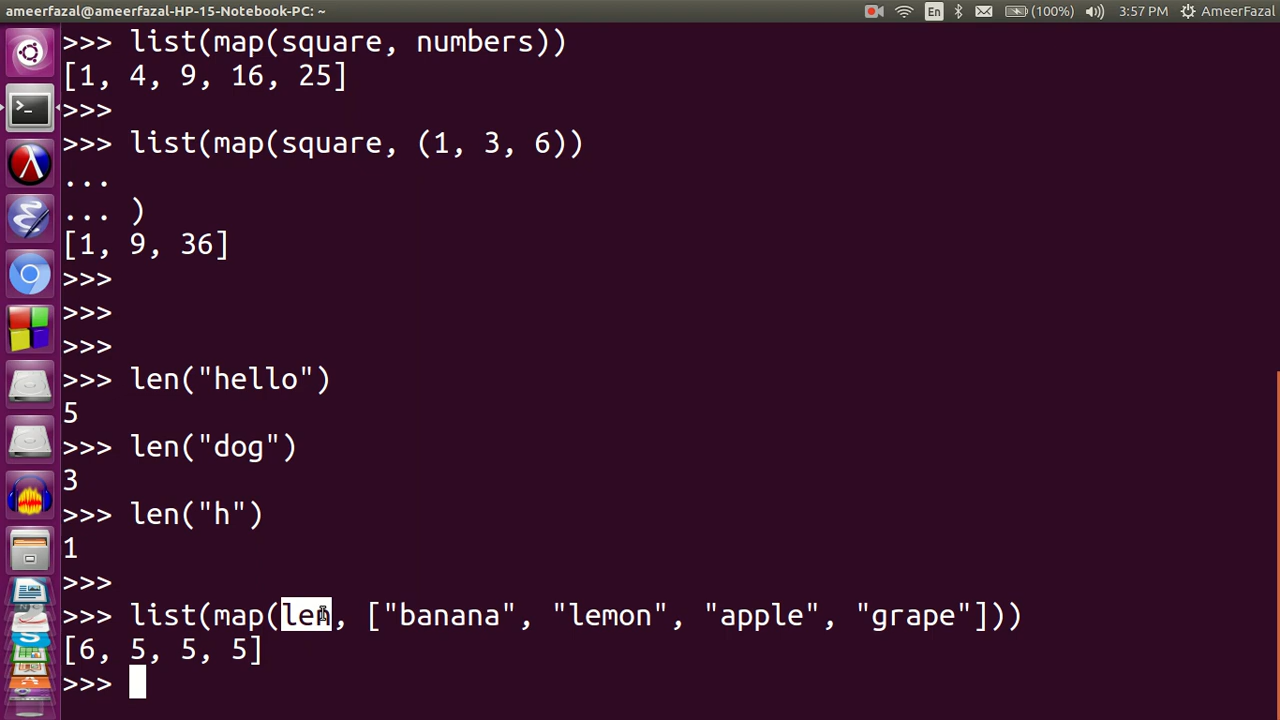 ameerfazal@ameerfazal-HP-15-Notebook-PC: ~ En (100%) 3:57 PM AmeerFazal
>>> list(map(square, numbers))
[1, 4, 9, 16, 25]
>>>
>>> list(map(square, (1, 3, 6))
...
... )
[1, 9, 36]
>>>
>>>
>>>
>>> len("hello")
5
>>> len("dog")
3
>>> len("h")
1
>>>
>>> list(map(len, ["banana", "lemon", "apple", "grape"]))
[6, 5, 5, 5]
>>>